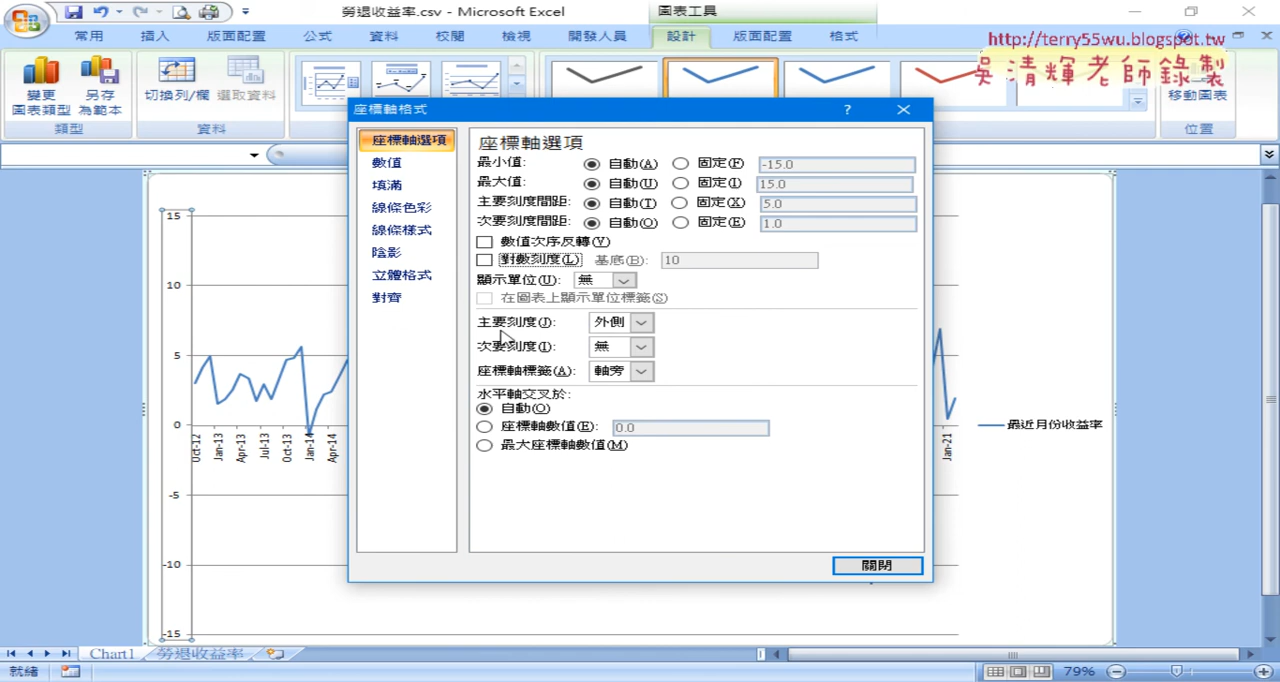 勞退收益率.csv - Microsoft Excel
圖表工具
常用 插入 版面配置 公式 資料 校閱 檢視 開發人員 設計 版面配置 格式
http://terry55wu.blogspot.tw
吳清輝老師錄製
變更圖表類型
另存為範本
切換列/欄 選取資料
移動圖表
類型 資料 位置
座標軸格式
座標軸選項
數值
填滿
線條色彩
線條樣式
陰影
立體格式
對齊
座標軸選項
最小值: 自動(A) 固定(F) -15.0
最大值: 自動(U) 固定(I) 15.0
主要刻度間距: 自動(T) 固定(X) 5.0
次要刻度間距: 自動(O) 固定(E) 1.0
數值次序反轉(V)
對數刻度(L) 基底(B): 10
顯示單位(U): 無
在圖表上顯示單位標籤(S)
主要刻度(J): 外側
次要刻度(I): 無
座標軸標籤(A): 軸旁
水平軸交叉於:
自動(O)
座標軸數值(E): 0.0
最大座標軸數值(M)
關閉
15
10
5
0
-5
-10
-15
Oct-12 Jan-13 Apr-13 Jul-13 Oct-13 Jan-14 Apr-14 Jan-21
最近月份收益率
Chart1 勞退收益率
就緒 79%